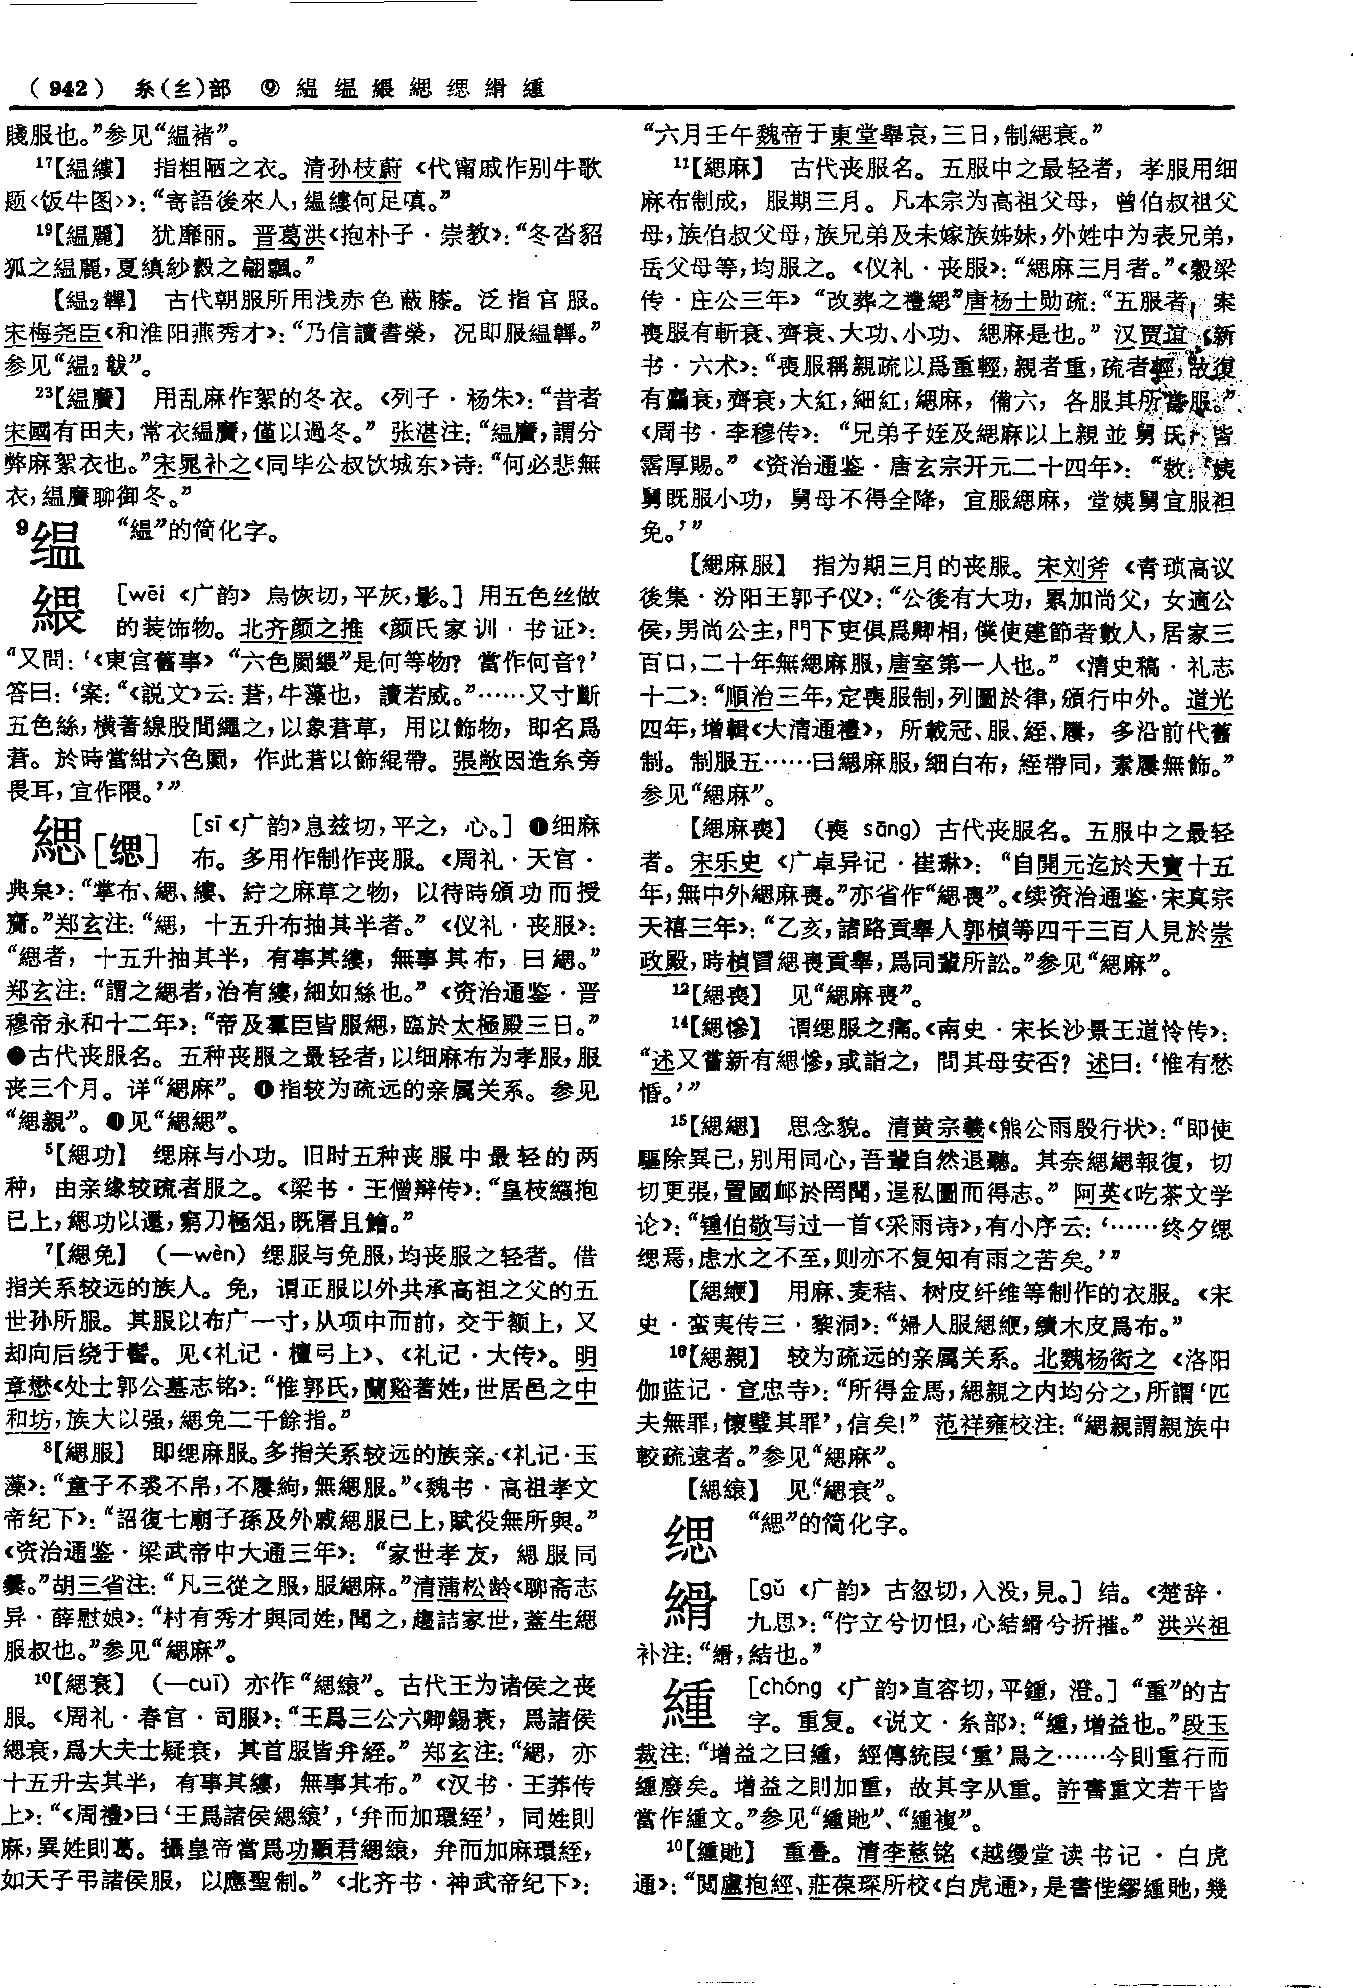 (942) 糸(纟)部 ⑨ 縕 缊 緭 緦 缌 縎 緟
賤服也。”参见“縕褚”。
17【縕縷】 指粗陋之衣。清孙枝蔚《代甯戚作别牛歌
题〈饭牛图〉》：“寄語後來人，縕縷何足嗔。”
19【縕麗】 犹靡丽。晋葛洪《抱朴子·崇教》：“冬沓貂
狐之縕麗，夏縝紗縠之翩飄。”
【縕2韠】 古代朝服所用浅赤色蔽膝。泛指官服。
宋梅尧臣《和淮阳燕秀才》：“乃信讀書榮，况即服縕韠。”
参见“縕2韍”。
23【縕黂】 用乱麻作絮的冬衣。《列子·杨朱》：“昔者
宋國有田夫，常衣縕黂，僅以過冬。” 张湛注：“縕黂，謂分
弊麻絮衣也。”宋晁补之《同毕公叔饮城东》诗：“何必悲無
衣，縕黂聊御冬。”
9缊 “縕”的简化字。
緭 [wēi《广韵》烏恢切，平灰，影。] 用五色丝做
的装饰物。北齐颜之推《颜氏家训·书证》：
“又問：‘《東宫舊事》“六色罽緭”是何等物？當作何音？’
答曰：‘案：“《説文》云：莙，牛藻也，讀若威。”……又寸斷
五色絲，横著線股間繩之，以象莙草，用以飾物，即名爲
莙。於時當紺六色罽，作此莙以飾緄帶。張敞因造糸旁
畏耳，宜作隈。’”
緦[缌] [sī《广韵》息兹切，平之，心。] ❶细麻
布。多用作制作丧服。《周礼·天官·
典枲》：“掌布、緦、縷、紵之麻草之物，以待時頒功而授
齎。”郑玄注：“緦，十五升布抽其半者。”《仪礼·丧服》：
“緦者，十五升抽其半，有事其縷，無事其布，曰緦。”
郑玄注：“謂之緦者，治有縷，細如絲也。”《资治通鉴·晋
穆帝永和十二年》：“帝及羣臣皆服緦，臨於太極殿三日。”
●古代丧服名。五种丧服之最轻者，以细麻布为孝服，服
丧三个月。详“緦麻”。●指较为疏远的亲属关系。参见
“緦親”。●见“緦緦”。
5【緦功】 缌麻与小功。旧时五种丧服中最轻的两
种，由亲缘较疏者服之。《梁书·王僧辩传》：“皇枝襁抱
已上，緦功以還，窮刀極俎，既屠且鱠。”
7【緦免】 （—wèn）缌服与免服，均丧服之轻者。借
指关系较远的族人。免，谓正服以外共承高祖之父的五
世孙所服。其服以布广一寸，从项中而前，交于额上，又
却向后绕于髻。见《礼记·檀弓上》、《礼记·大传》。明
章懋《处士郭公墓志铭》：“惟郭氏，蘭谿著姓，世居邑之中
和坊，族大以强，緦免二千餘指。”
8【緦服】 即缌麻服。多指关系较远的族亲。《礼记·玉
藻》：“童子不裘不帛，不屨絇，無緦服。”《魏书·高祖孝文
帝纪下》：“詔復七廟子孫及外戚緦服已上，賦役無所與。”
《资治通鉴·梁武帝中大通三年》：“家世孝友，緦服同
爨。”胡三省注：“凡三從之服，服緦麻。”清蒲松龄《聊斋志
异·薛慰娘》：“村有秀才與同姓，聞之，趨詰家世，蓋生緦
服叔也。”参见“緦麻”。
10【緦衰】 （—cuī）亦作“緦縗”。古代王为诸侯之丧
服。《周礼·春官·司服》：“王爲三公六卿錫衰，爲諸侯
緦衰，爲大夫士疑衰，其首服皆弁絰。”郑玄注：“緦，亦
十五升去其半，有事其縷，無事其布。”《汉书·王莽传
上》：“《周禮》曰‘王爲諸侯緦縗’，‘弁而加環絰’，同姓則
麻，異姓則葛。攝皇帝當爲功顯君緦縗，弁而加麻環絰，
如天子弔諸侯服，以應聖制。”《北齐书·神武帝纪下》：
“六月壬午魏帝于東堂舉哀，三日，制緦衰。”
11【緦麻】 古代丧服名。五服中之最轻者，孝服用细
麻布制成，服期三月。凡本宗为高祖父母，曾伯叔祖父
母，族伯叔父母，族兄弟及未嫁族姊妹，外姓中为表兄弟，
岳父母等，均服之。《仪礼·丧服》：“緦麻三月者。”《穀梁
传·庄公三年》“改葬之禮緦”唐杨士勋疏：“五服者，案
喪服有斬衰、齊衰、大功、小功、緦麻是也。”汉贾谊《新
书·六术》：“喪服稱親疏以爲重輕，親者重，疏者輕，故復
有麤衰，齊衰，大紅，細紅，緦麻，備六，各服其所當服。”
《周书·李穆传》：“兄弟子姪及緦麻以上親並舅氏，皆
霑厚賜。”《资治通鉴·唐玄宗开元二十四年》：“敕：‘姨
舅既服小功，舅母不得全降，宜服緦麻，堂姨舅宜服袒
免。’”
【緦麻服】 指为期三月的丧服。宋刘斧《青琐高议
後集·汾阳王郭子仪》：“公後有大功，累加尚父，女適公
侯，男尚公主，門下吏俱爲卿相，僕使建節者數人，居家三
百口，二十年無緦麻服，唐室第一人也。”《清史稿·礼志
十二》：“順治三年，定喪服制，列圖於律，頒行中外。道光
四年，增輯《大清通禮》，所載冠、服、絰、屨，多沿前代舊
制。制服五……曰緦麻服，細白布，絰帶同，素屨無飾。”
参见“緦麻”。
【緦麻喪】（喪 sāng）古代丧服名。五服中之最轻
者。宋乐史《广卓异记·崔琳》：“自開元迄於天寶十五
年，無中外緦麻喪。”亦省作“緦喪”。《续资治通鉴·宋真宗
天禧三年》：“乙亥，諸路貢舉人郭楨等四千三百人見於崇
政殿，時楨冒緦喪貢舉，爲同輩所訟。”参见“緦麻”。
12【緦喪】 见“緦麻喪”。
14【緦慘】 谓缌服之痛。《南史·宋长沙景王道怜传》：
“述又嘗新有緦慘，或詣之，問其母安否？述曰：‘惟有愁
惛。’”
15【緦緦】 思念貌。清黄宗羲《熊公雨殷行状》：“即使
驅除異己，别用同心，吾輩自然退聽。其奈緦緦報復，切
切更張，置國邮於罔聞，逞私圖而得志。”阿英《吃茶文学
论》：“锺伯敬写过一首《采雨诗》，有小序云：‘……终夕缌
缌焉，虑水之不至，则亦不复知有雨之苦矣。’”
【緦緶】 用麻、麦秸、树皮纤维等制作的衣服。《宋
史·蛮夷传三·黎洞》：“婦人服緦緶，績木皮爲布。”
16【緦親】 较为疏远的亲属关系。北魏杨衒之《洛阳
伽蓝记·宣忠寺》：“所得金馬，緦親之内均分之，所謂‘匹
夫無罪，懷璧其罪’，信矣！”范祥雍校注：“緦親謂親族中
較疏遠者。”参见“緦麻”。
【緦縗】 见“緦衰”。
缌 “緦”的简化字。
縎 [gǔ《广韵》古忽切，入没，見。] 结。《楚辞·
九思》：“佇立兮忉怛，心結縎兮折摧。”洪兴祖
补注：“縎，結也。”
緟 [chóng《广韵》直容切，平鍾，澄。] “重”的古
字。重复。《说文·糸部》：“緟，增益也。”段玉
裁注：“增益之曰緟，經傳統叚‘重’爲之……今則重行而
緟廢矣。增益之則加重，故其字从重。許書重文若干皆
當作緟文。”参见“緟貤”、“緟複”。
10【緟貤】 重叠。清李慈铭《越缦堂读书记·白虎
通》：“閲盧抱經、莊葆琛所校《白虎通》，是書怪繆緟貤，幾